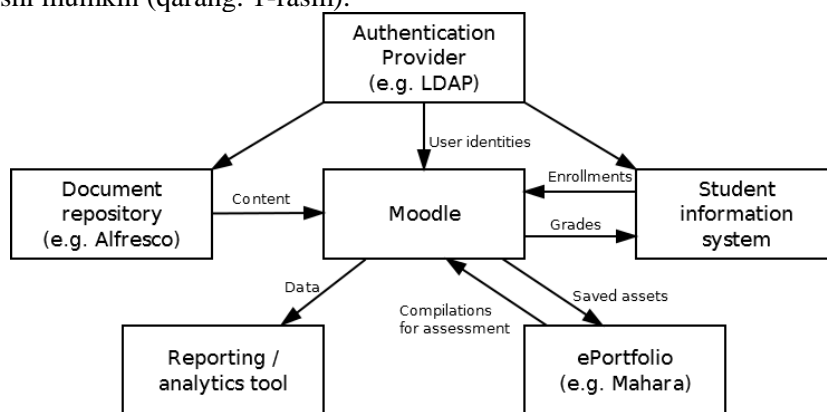 mumkin (qarang. 1-rasm).
Authentication
Provider
(e.g. LDAP)
User identities
Document
repository
(e.g. Alfresco)
Content
Moodle
Enrollments
Grades
Student
information
system
Data
Compilations
for assessment
Saved assets
Reporting /
analytics tool
ePortfolio
(e.g. Mahara)